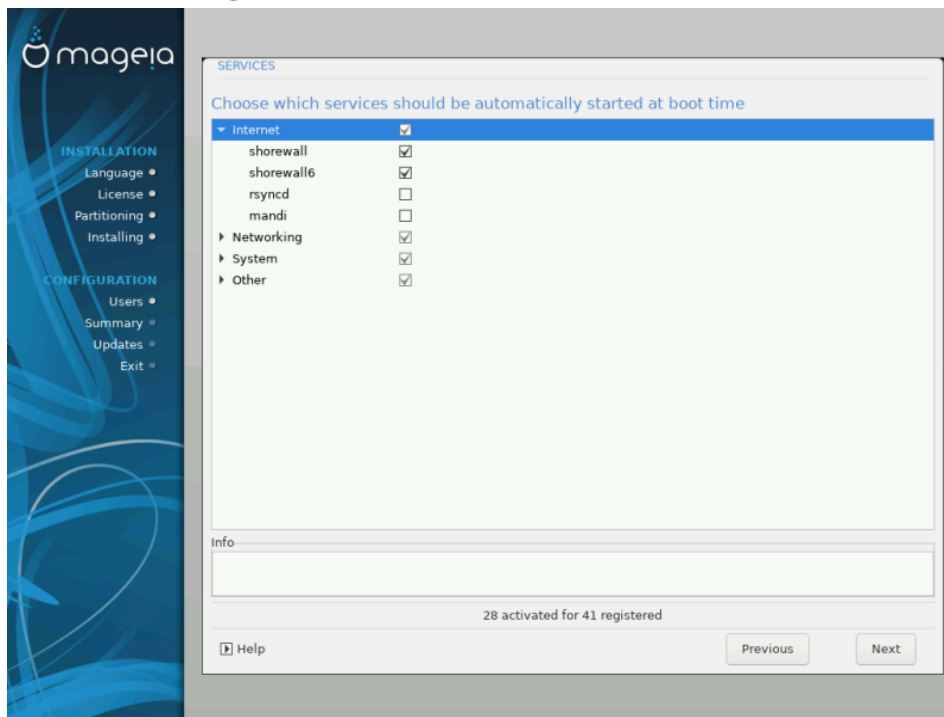 mageia
INSTALLATION
Language
License
Partitioning
Installing
CONFIGURATION
Users
Summary
Updates
Exit
SERVICES
Choose which services should be automatically started at boot time
Internet
shorewall
shorewall6
rsyncd
mandi
Networking
System
Other
Info
28 activated for 41 registered
Help
Previous
Next